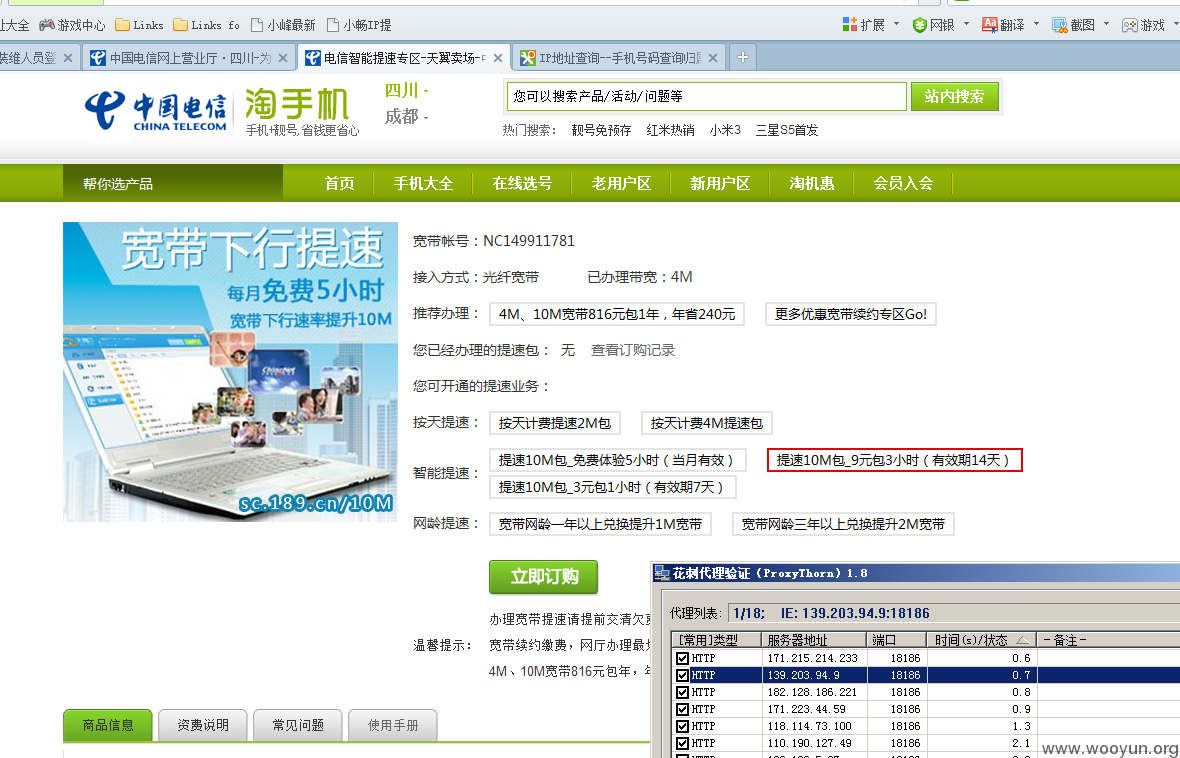 址大全 游戏中心 Links Links fo 小峰最新 小畅IP提 扩展 网银 翻译 截图 游戏
装维人员登 中国电信网上营业厅·四川为 电信智能提速专区-天翼卖场-中 IP地址查询--手机号码查询归属
中国电信 CHINA TELECOM 淘手机 手机+靓号,省钱更省心
四川
成都
您可以搜索产品/活动/问题等 站内搜索
热门搜索: 靓号免预存 红米热销 小米3 三星S5首发
帮你选产品 首页 手机大全 在线选号 老用户区 新用户区 淘机惠 会员入会
宽带下行提速
每月免费5小时
宽带下行速率提升10M
ChinaNet
sc.189.cn/10M
宽带帐号：NC149911781
接入方式：光纤宽带 已办理带宽：4M
推荐办理： 4M、10M宽带816元包1年，年省240元 更多优惠宽带续约专区Go!
您已经办理的提速包： 无 查看订购记录
您可开通的提速业务：
按天提速： 按天计费提速2M包 按天计费4M提速包
智能提速： 提速10M包_免费体验5小时（当月有效） 提速10M包_9元包3小时（有效期14天）
提速10M包_3元包1小时（有效期7天）
网龄提速： 宽带网龄一年以上兑换提升1M宽带 宽带网龄三年以上兑换提升2M宽带
立即订购
温馨提示：
办理宽带提速请提前交清欠
宽带续约缴费，网厅办理最
4M、10M宽带816元包年，
商品信息 资费说明 常见问题 使用手册
花刺代理验证（ProxyThorn）1.8
代理列表: 1/18; IE: 139.203.94.9:18186
[常用]类型 服务器地址 端口 时间(s)/状态 -备注-
HTTP 171.215.214.233 18186 0.6
HTTP 139.203.94.9 18186 0.7
HTTP 182.128.186.221 18186 0.8
HTTP 171.223.44.59 18186 0.9
HTTP 118.114.73.100 18186 1.3
HTTP 110.190.127.49 18186 2.1
www.wooyun.org